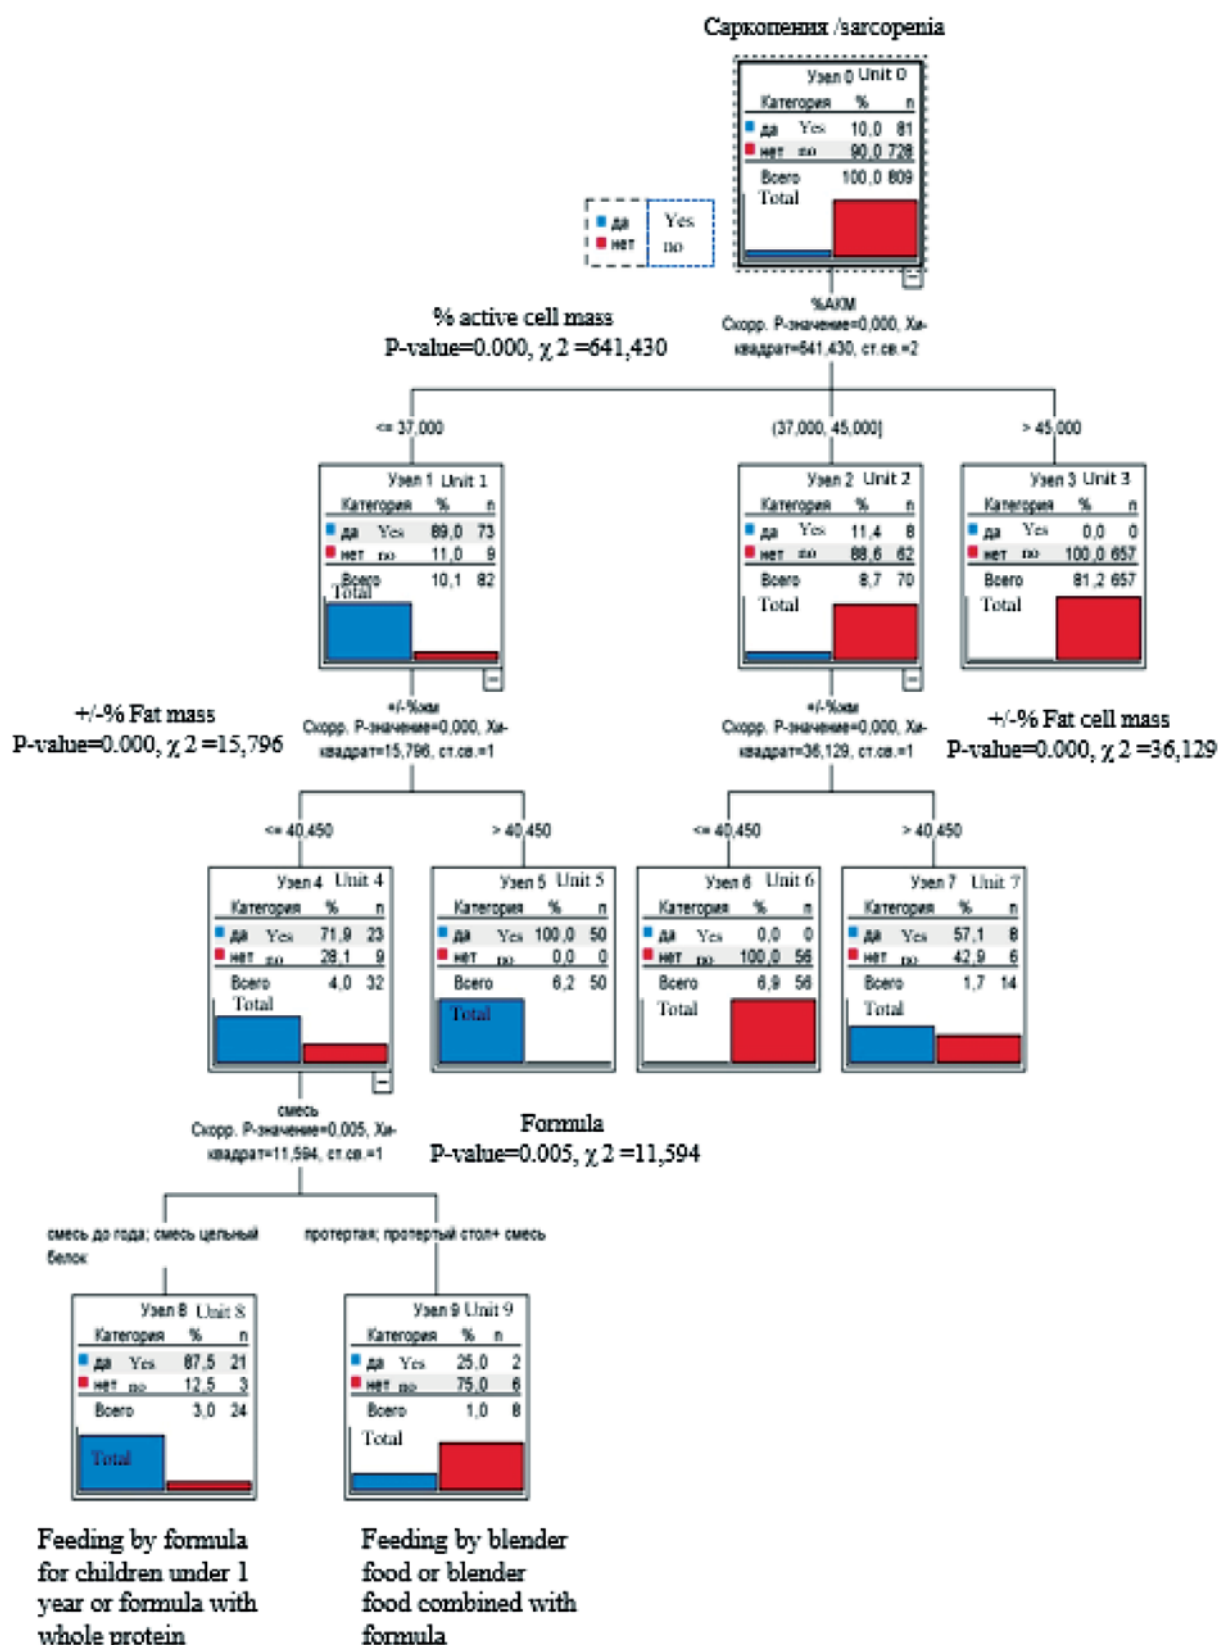 Саркопения /sarcopenia
Узел 0 Unit 0
Категория % n
да Yes 10,0 81
нет no 90,0 728
Всего 100,0 809
Total
да Yes
нет no
%АКМ
Скорр. P-значение=0,000, Хи-
квадрат=641,430, ст.св.=2
% active cell mass
P-value=0.000, χ 2 =641,430
<= 37,000
(37,000, 45,000]
> 45,000
Узел 1 Unit 1
Категория % n
да Yes 89,0 73
нет no 11,0 9
Всего 10,1 82
Total
Узел 2 Unit 2
Категория % n
да Yes 11,4 8
нет no 88,6 62
Всего 8,7 70
Total
Узел 3 Unit 3
Категория % n
да Yes 0,0 0
нет no 100,0 657
Всего 81,2 657
Total
+/-% Fat mass
P-value=0.000, χ 2 =15,796
+/-%жм
Скорр. P-значение=0,000, Хи-
квадрат=15,796, ст.св.=1
+/-%жм
Скорр. P-значение=0,000, Хи-
квадрат=36,129, ст.св.=1
+/-% Fat cell mass
P-value=0.000, χ 2 =36,129
<= 40,450
> 40,450
<= 40,450
> 40,450
Узел 4 Unit 4
Категория % n
да Yes 71,9 23
нет no 28,1 9
Всего 4,0 32
Total
Узел 5 Unit 5
Категория % n
да Yes 100,0 50
нет no 0,0 0
Всего 6,2 50
Total
Узел 6 Unit 6
Категория % n
да Yes 0,0 0
нет no 100,0 56
Всего 6,9 56
Total
Узел 7 Unit 7
Категория % n
да Yes 57,1 8
нет no 42,9 6
Всего 1,7 14
Total
смесь
Скорр. P-значение=0,005, Хи-
квадрат=11,594, ст.св.=1
Formula
P-value=0.005, χ 2 =11,594
смесь до года; смесь цельный
белок
протертая; протертый стол+ смесь
Узел 8 Unit 8
Категория % n
да Yes 87,5 21
нет no 12,5 3
Всего 3,0 24
Total
Узел 9 Unit 9
Категория % n
да Yes 25,0 2
нет no 75,0 6
Всего 1,0 8
Total
Feeding by formula
for children under 1
year or formula with
whole protein
Feeding by blender
food or blender
food combined with
formula